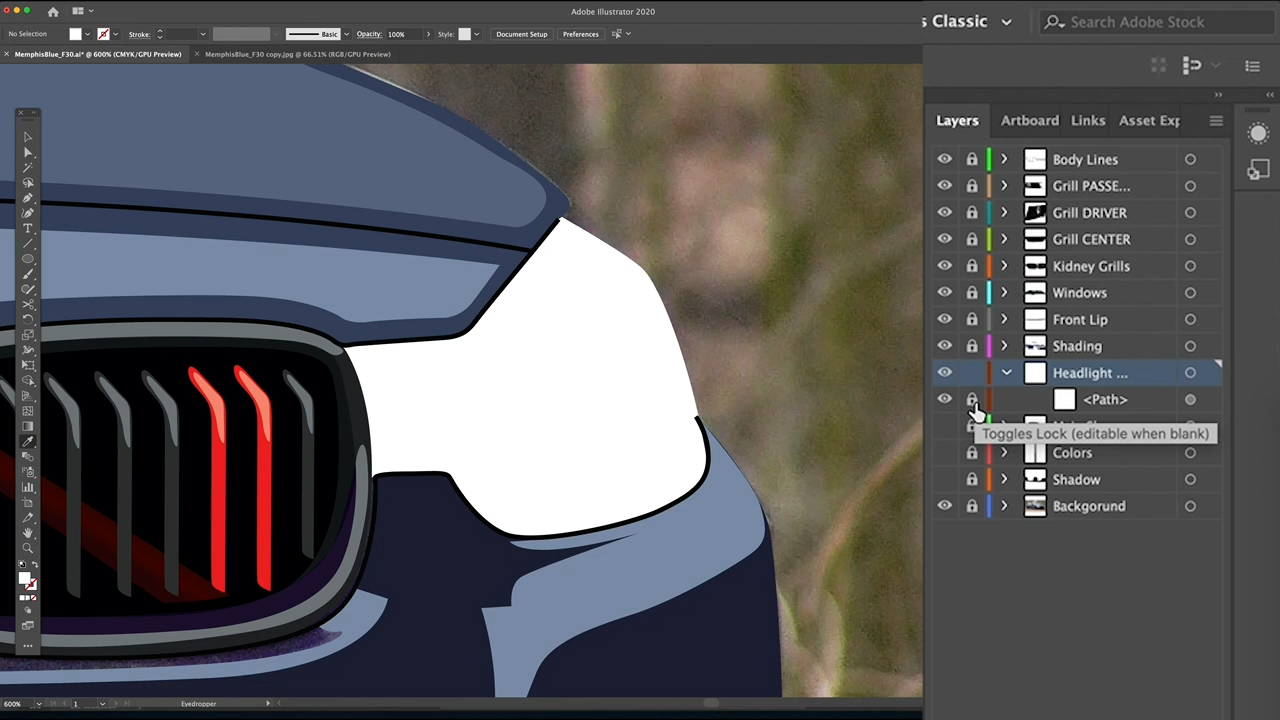 Adobe Illustrator 2020
s Classic
Search Adobe Stock
No Selection
Stroke:
Basic
Opacity:
100%
Style:
Document Setup
Preferences
MemphisBlue_F30.ai* @ 600% (CMYK/GPU Preview)
MemphisBlue_F30 copy.jpg @ 66.51% (RGB/GPU Preview)
Layers
Artboard
Links
Asset Exp
Body Lines
Grill PASSE...
Grill DRIVER
Grill CENTER
Kidney Grills
Windows
Front Lip
Shading
Headlight ...
<Path>
Toggles Lock (editable when blank)
Colors
Shadow
Backgorund
600%
1
Eyedropper